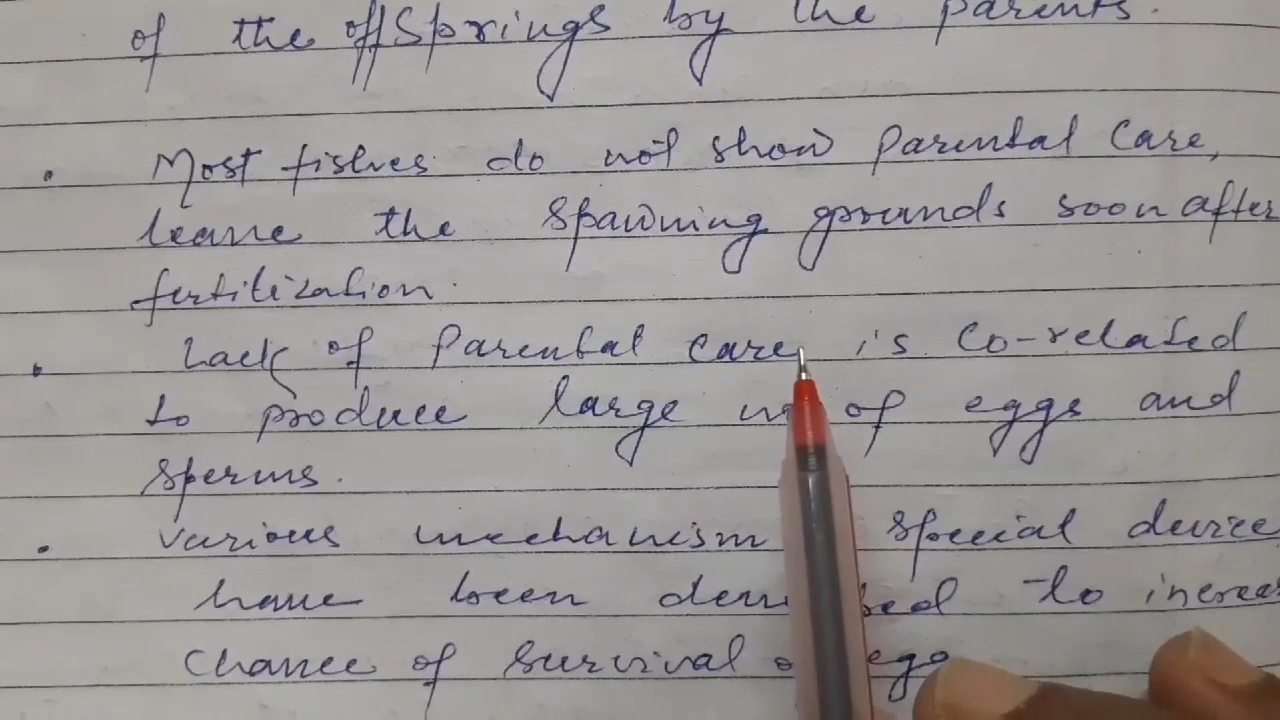 of the offsprings by the parents.
• Most fishes do not show Parental Care,
leave the Spawning grounds soon after
fertilization.
• Lack of Parental care is Co-related
to produce large of eggs and
sperms.
• various mechanism special device
have been to increas
chance of survival